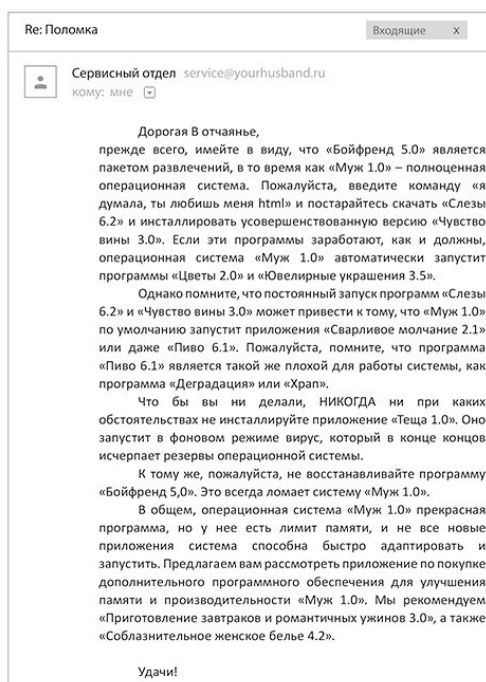 Re: Поломка
Входящие x
Сервисный отдел service@yourhusband.ru
кому: мне
Дорогая В отчаянье,
прежде всего, имейте в виду, что «Бойфренд 5.0» является
пакетом развлечений, в то время как «Муж 1.0» – полноценная
операционная система. Пожалуйста, введите команду «я
думала, ты любишь меня html» и постарайтесь скачать «Слезы
6.2» и инсталлировать усовершенствованную версию «Чувство
вины 3.0». Если эти программы заработают, как и должны,
операционная система «Муж 1.0» автоматически запустит
программы «Цветы 2.0» и «Ювелирные украшения 3.5».
Однако помните, что постоянный запуск программ «Слезы
6.2» и «Чувство вины 3.0» может привести к тому, что «Муж 1.0»
по умолчанию запустит приложения «Сварливое молчание 2.1»
или даже «Пиво 6.1». Пожалуйста, помните, что программа
«Пиво 6.1» является такой же плохой для работы системы, как
программа «Деградация» или «Храп».
Что бы вы ни делали, НИКОГДА ни при каких
обстоятельствах не инсталлируйте приложение «Теща 1.0». Оно
запустит в фоновом режиме вирус, который в конце концов
исчерпает резервы операционной системы.
К тому же, пожалуйста, не восстанавливайте программу
«Бойфренд 5,0». Это всегда ломает систему «Муж 1.0».
В общем, операционная система «Муж 1.0» прекрасная
программа, но у нее есть лимит памяти, и не все новые
приложения система способна быстро адаптировать и
запустить. Предлагаем вам рассмотреть приложение по покупке
дополнительного программного обеспечения для улучшения
памяти и производительности «Муж 1.0». Мы рекомендуем
«Приготовление завтраков и романтичных ужинов 3.0», а также
«Соблазнительное женское белье 4.2».
Удачи!